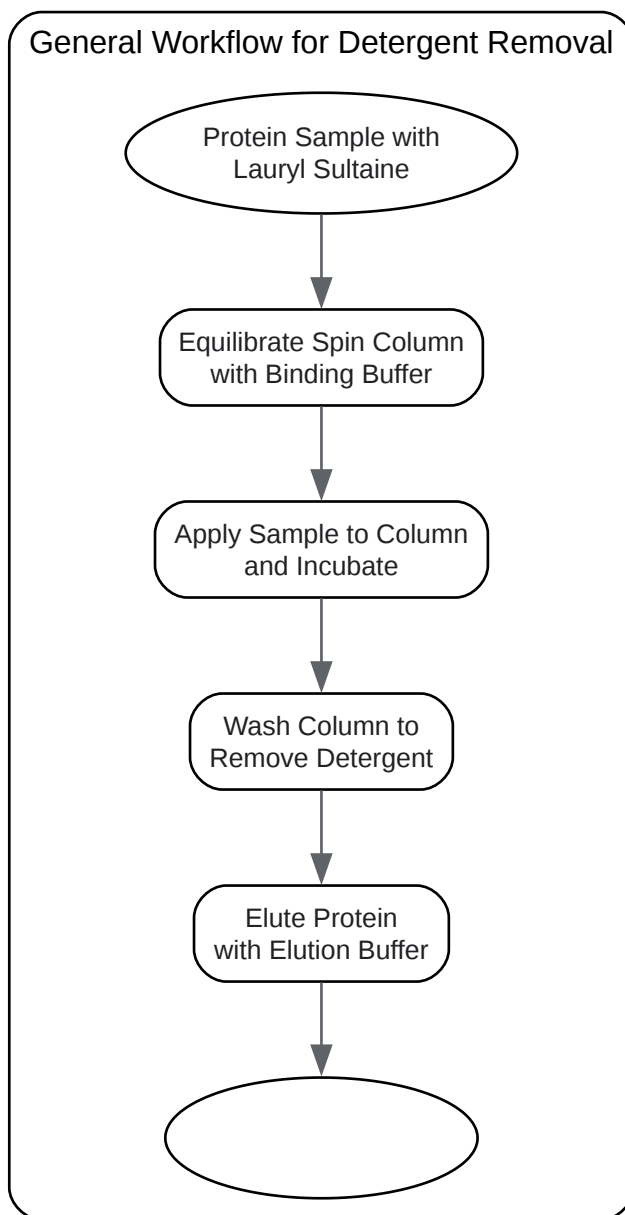 General Workflow for Detergent Removal
Protein Sample with
Lauryl Sultaine
Equilibrate Spin Column
with Binding Buffer
Apply Sample to Column
and Incubate
Wash Column to
Remove Detergent
Elute Protein
with Elution Buffer